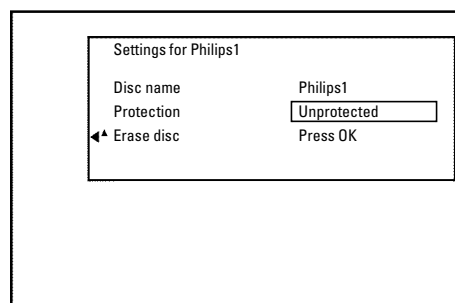 Settings for Philips1
Disc name Philips1
Protection Unprotected
Erase disc Press OK